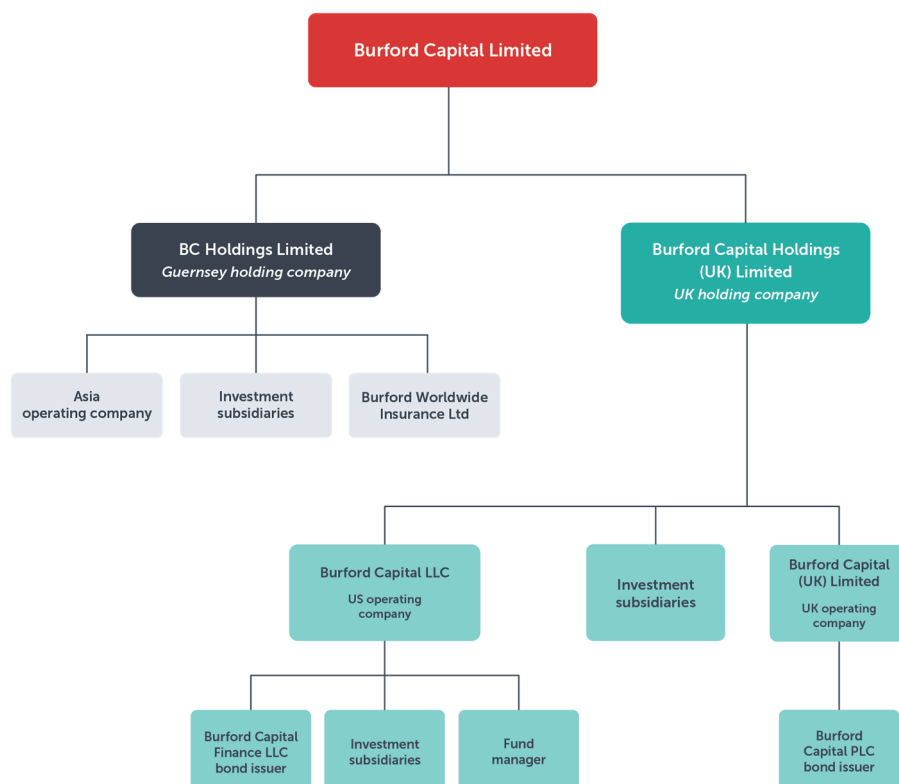 Burford Capital Limited
BC Holdings Limited
Guernsey holding company
Burford Capital Holdings
(UK) Limited
UK holding company
Asia
operating company
Investment
subsidiaries
Burford Worldwide
Insurance Ltd
Burford Capital LLC
US operating
company
Investment
subsidiaries
Burford Capital
(UK) Limited
UK operating
company
Burford Capital
Finance LLC
bond issuer
Investment
subsidiaries
Fund
manager
Burford
Capital PLC
bond issuer